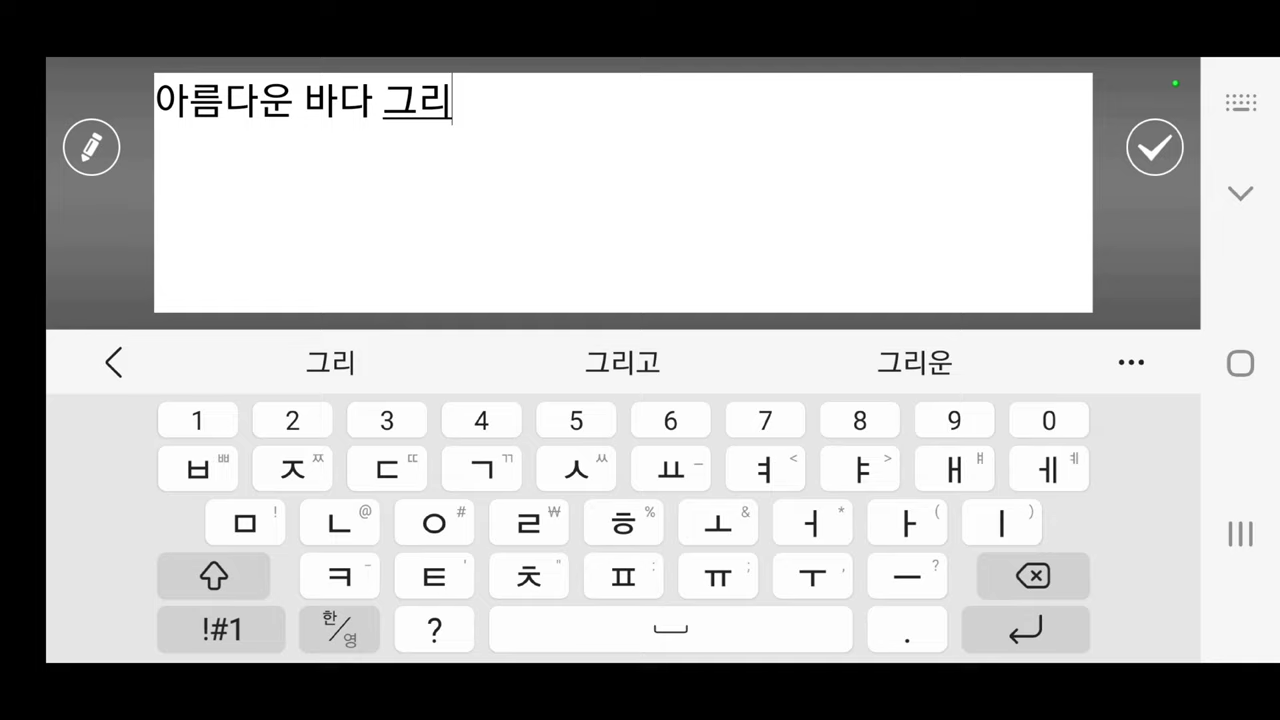 아름다운 바다 그리
그리 그리고 그리운
1 2 3 4 5 6 7 8 9 0
ㅂ ㅃ ㅈ ㅉ ㄷ ㄸ ㄱ ㄲ ㅅ ㅆ ㅛ _ ㅕ < ㅑ > ㅐ ㅒ ㅔ ㅖ
ㅁ ! ㄴ @ ㅇ # ㄹ ₩ ㅎ % ㅗ & ㅓ * ㅏ ( ㅣ )
ㅋ - ㅌ ' ㅊ " ㅍ : ㅠ ; ㅜ , ㅡ ?
!#1 한/영 ? .